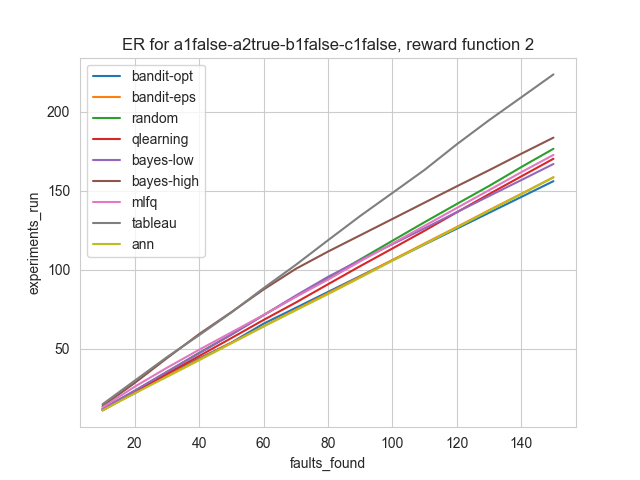 ER for a1false-a2true-b1false-c1false, reward function 2
bandit-opt
bandit-eps
random
qlearning
bayes-low
bayes-high
mlfq
tableau
ann
experiments_run
200
150
100
50
20
40
60
80
100
120
140
faults_found